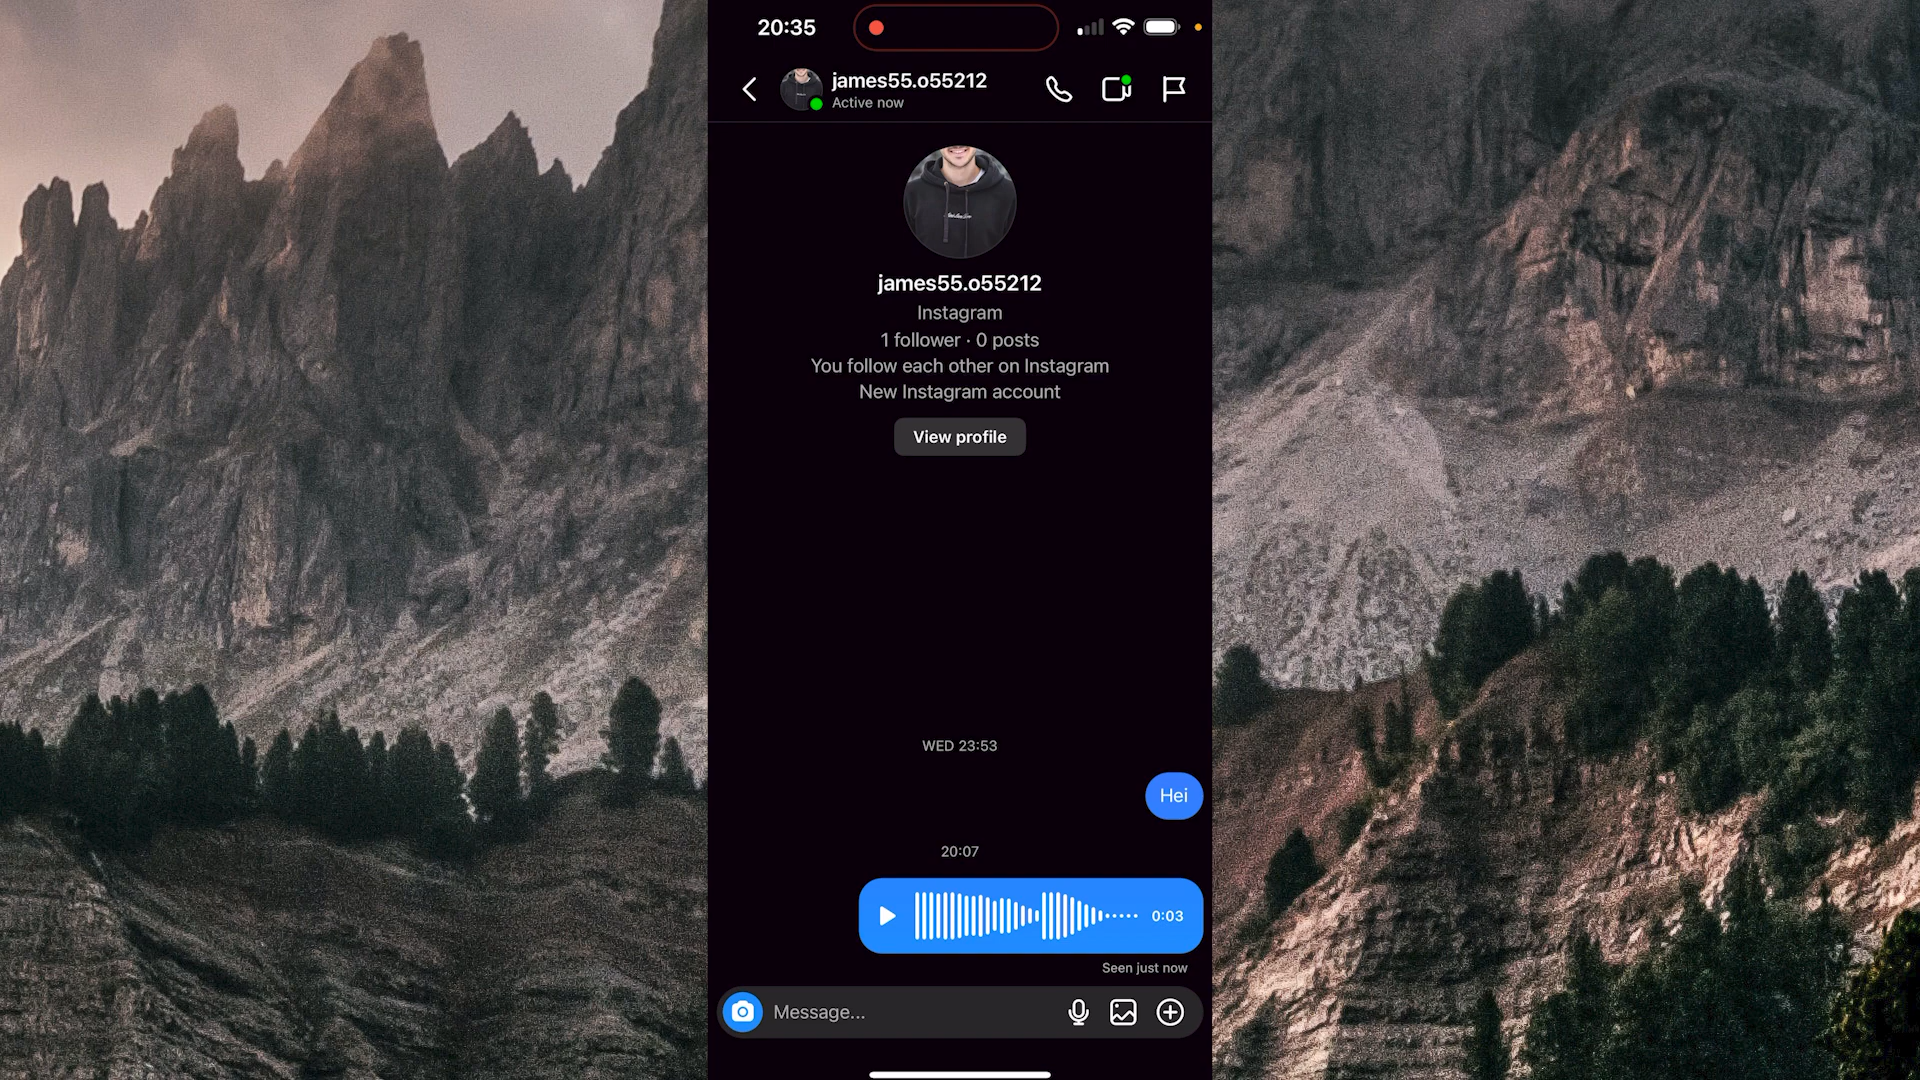 20:35
james55.o55212
Active now
james55.o55212
Instagram
1 follower · 0 posts
You follow each other on Instagram
New Instagram account
View profile
WED 23:53
Hei
20:07
0:03
Seen just now
Message...